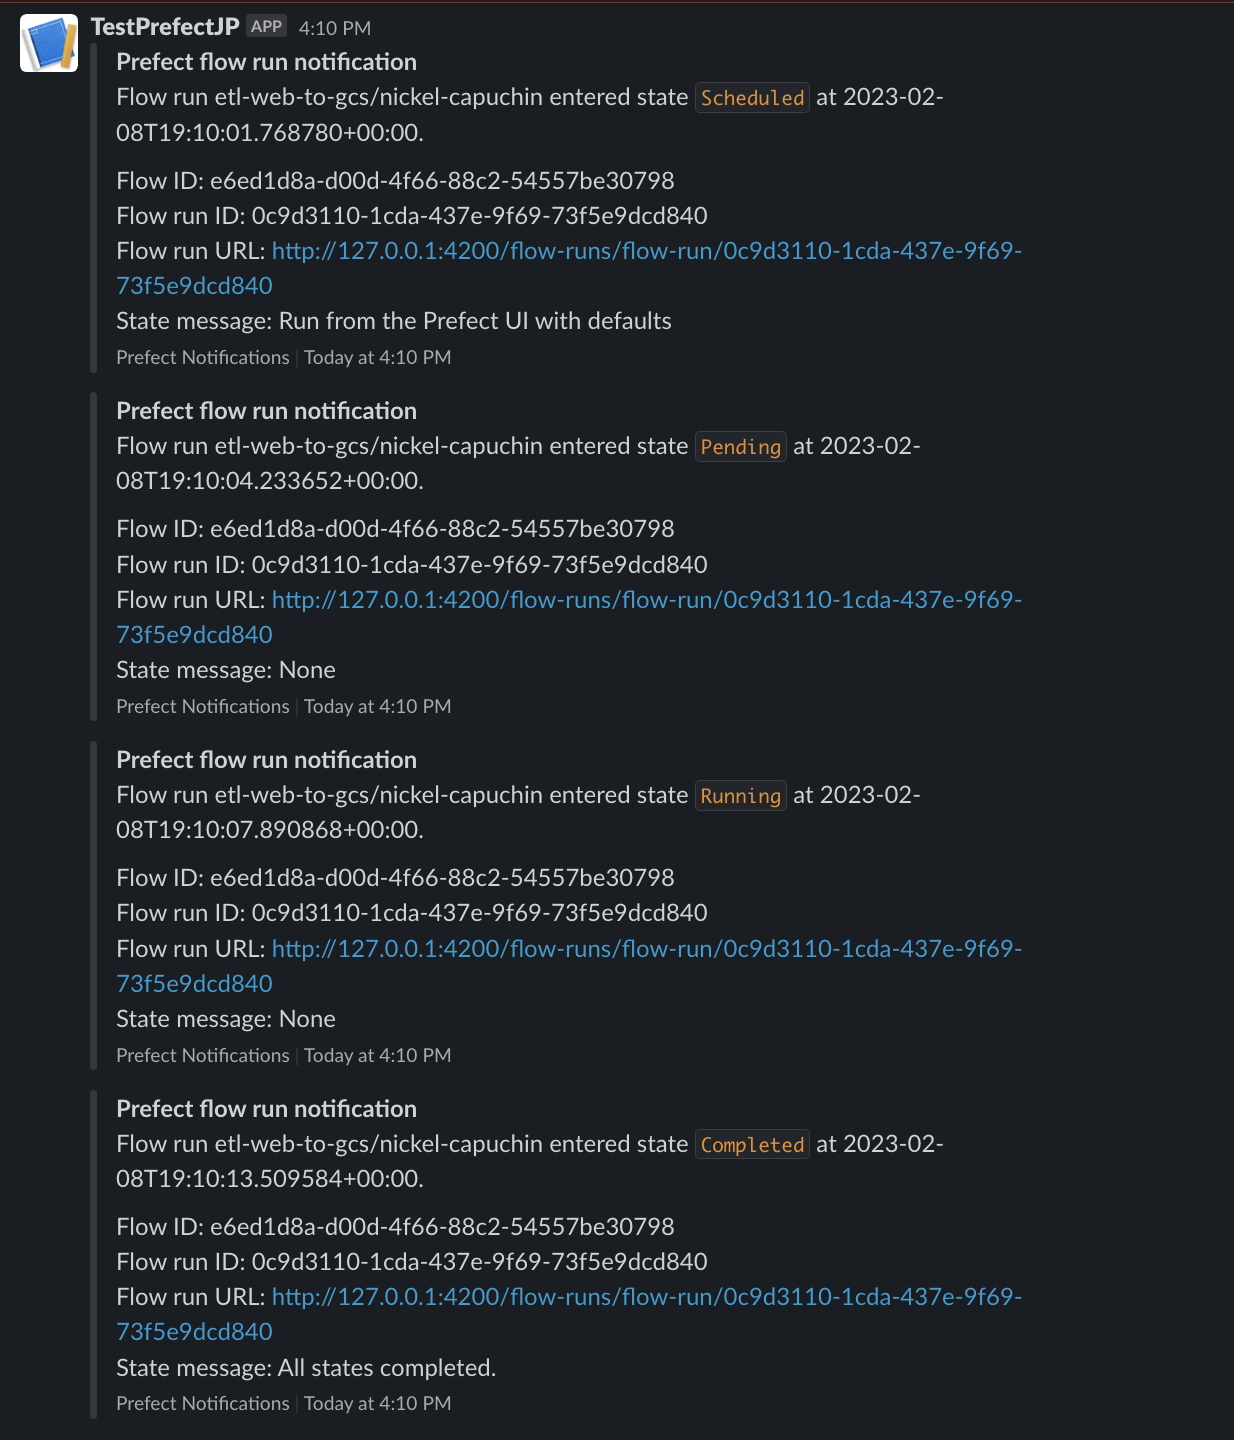 TestPrefectJP APP 4:10 PM
Prefect flow run notification
Flow run etl-web-to-gcs/nickel-capuchin entered state Scheduled at 2023-02-
08T19:10:01.768780+00:00.
Flow ID: e6ed1d8a-d00d-4f66-88c2-54557be30798
Flow run ID: 0c9d3110-1cda-437e-9f69-73f5e9dcd840
Flow run URL: http://127.0.0.1:4200/flow-runs/flow-run/0c9d3110-1cda-437e-9f69-
73f5e9dcd840
State message: Run from the Prefect UI with defaults
Prefect Notifications | Today at 4:10 PM
Prefect flow run notification
Flow run etl-web-to-gcs/nickel-capuchin entered state Pending at 2023-02-
08T19:10:04.233652+00:00.
Flow ID: e6ed1d8a-d00d-4f66-88c2-54557be30798
Flow run ID: 0c9d3110-1cda-437e-9f69-73f5e9dcd840
Flow run URL: http://127.0.0.1:4200/flow-runs/flow-run/0c9d3110-1cda-437e-9f69-
73f5e9dcd840
State message: None
Prefect Notifications | Today at 4:10 PM
Prefect flow run notification
Flow run etl-web-to-gcs/nickel-capuchin entered state Running at 2023-02-
08T19:10:07.890868+00:00.
Flow ID: e6ed1d8a-d00d-4f66-88c2-54557be30798
Flow run ID: 0c9d3110-1cda-437e-9f69-73f5e9dcd840
Flow run URL: http://127.0.0.1:4200/flow-runs/flow-run/0c9d3110-1cda-437e-9f69-
73f5e9dcd840
State message: None
Prefect Notifications | Today at 4:10 PM
Prefect flow run notification
Flow run etl-web-to-gcs/nickel-capuchin entered state Completed at 2023-02-
08T19:10:13.509584+00:00.
Flow ID: e6ed1d8a-d00d-4f66-88c2-54557be30798
Flow run ID: 0c9d3110-1cda-437e-9f69-73f5e9dcd840
Flow run URL: http://127.0.0.1:4200/flow-runs/flow-run/0c9d3110-1cda-437e-9f69-
73f5e9dcd840
State message: All states completed.
Prefect Notifications | Today at 4:10 PM